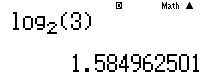 D Math ▲
log₂(3)
1.584962501